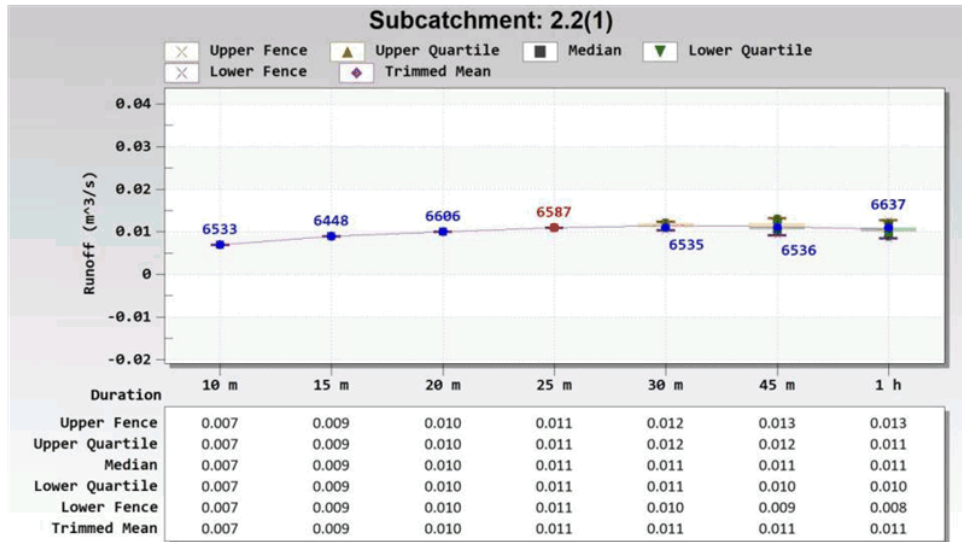 Subcatchment: 2.2(1)
Upper Fence Upper Quartile Median Lower Quartile
Lower Fence Trimmed Mean
Runoff (m^3/s)
0.04
0.03
0.02
0.01
0
-0.01
-0.02
6533 6448 6606 6587 6535 6536 6637
Duration 10 m 15 m 20 m 25 m 30 m 45 m 1 h
Upper Fence 0.007 0.009 0.010 0.011 0.012 0.013 0.013
Upper Quartile 0.007 0.009 0.010 0.011 0.012 0.012 0.011
Median 0.007 0.009 0.010 0.011 0.011 0.011 0.011
Lower Quartile 0.007 0.009 0.010 0.011 0.011 0.010 0.010
Lower Fence 0.007 0.009 0.010 0.011 0.010 0.009 0.008
Trimmed Mean 0.007 0.009 0.010 0.011 0.011 0.011 0.011